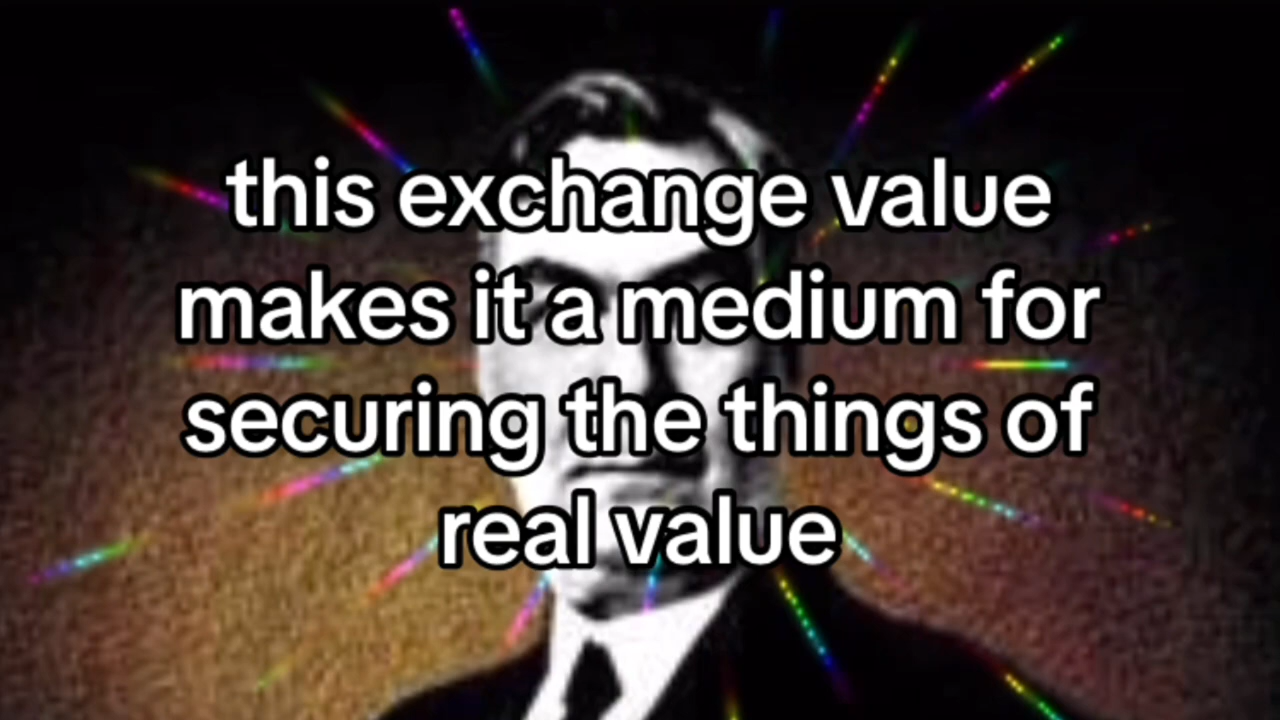 this exchange value
makes it a medium for
securing the things of
real value